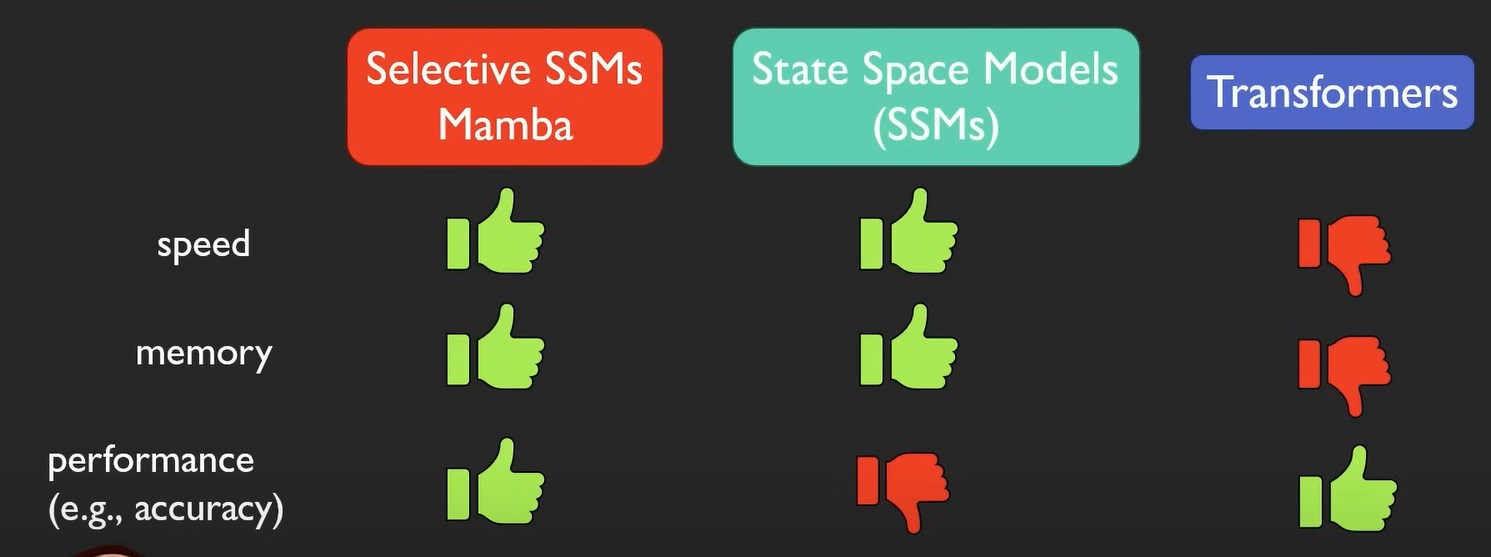 Selective SSMs
Mamba
State Space Models
(SSMs)
Transformers
speed
memory
performance
(e.g., accuracy)